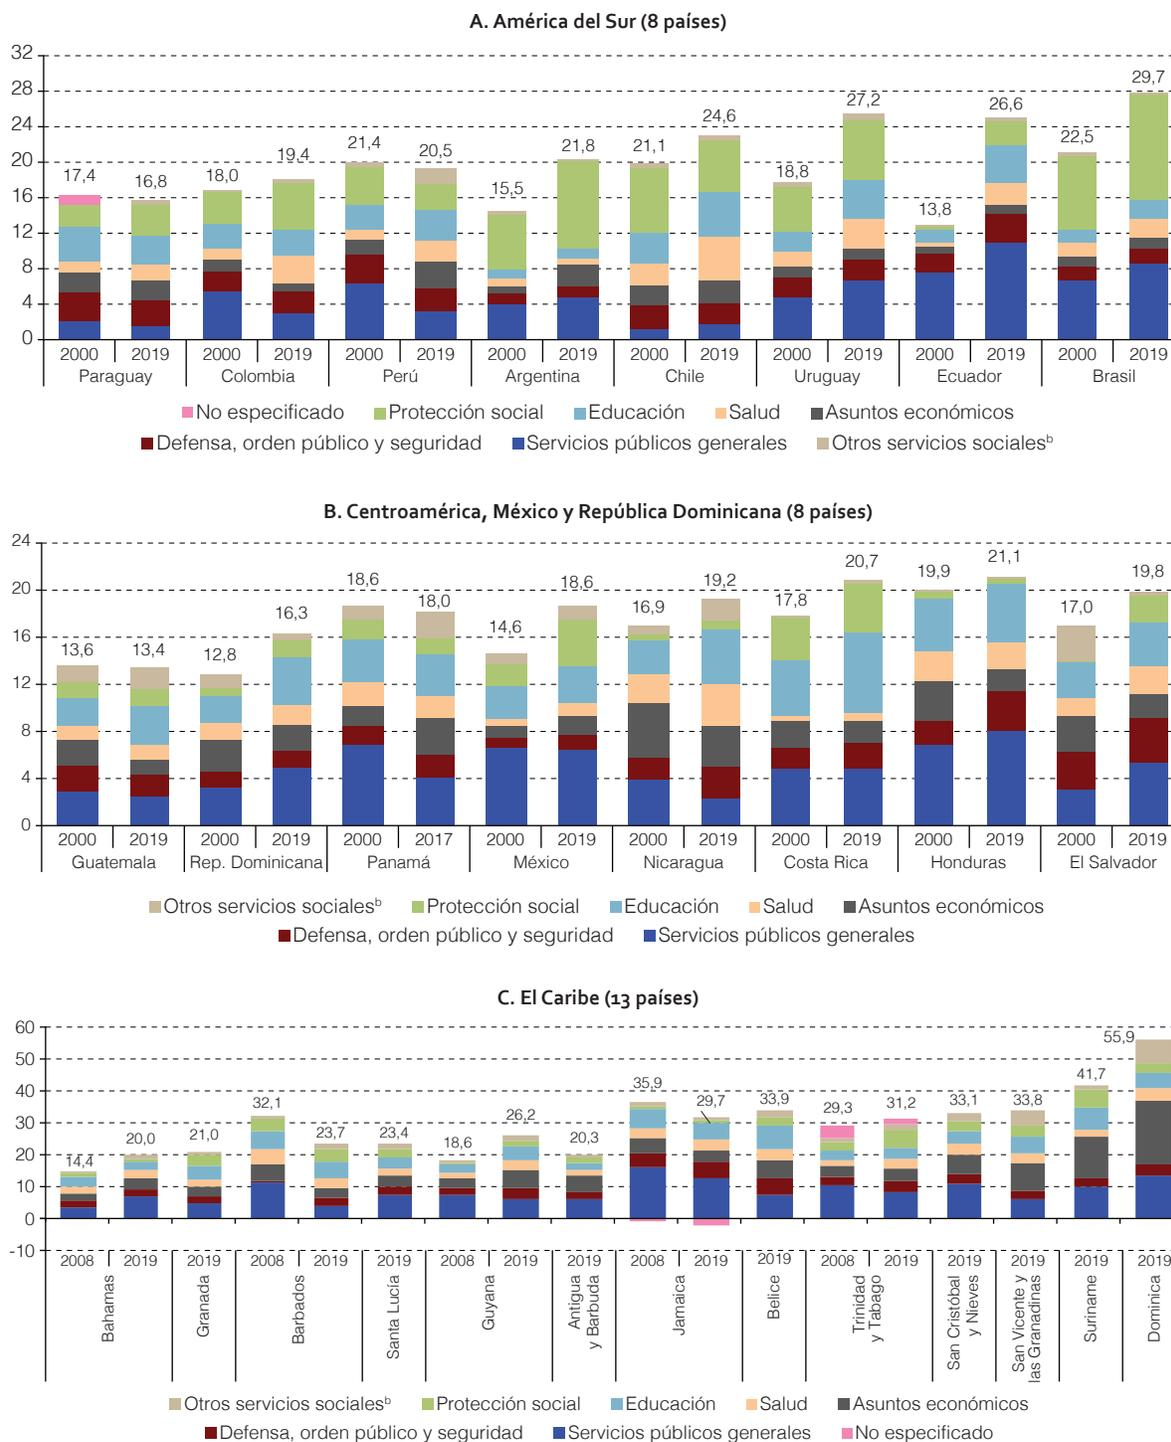 A. América del Sur (8 países)
32
28
24
20
16
12
8
4
0
17,4 16,8 18,0 19,4 21,4 20,5 15,5 21,8 21,1 24,6 18,8 27,2 13,8 26,6 22,5 29,7
2000 2019 2000 2019 2000 2019 2000 2019 2000 2019 2000 2019 2000 2019 2000 2019
Paraguay Colombia Perú Argentina Chile Uruguay Ecuador Brasil
No especificado Protección social Educación Salud Asuntos económicos
Defensa, orden público y seguridad Servicios públicos generales Otros servicios socialesᵇ
B. Centroamérica, México y República Dominicana (8 países)
24
20
16
12
8
4
0
13,6 13,4 12,8 16,3 18,6 18,0 14,6 18,6 16,9 19,2 17,8 20,7 19,9 21,1 17,0 19,8
2000 2019 2000 2019 2000 2017 2000 2019 2000 2019 2000 2019 2000 2019 2000 2019
Guatemala Rep. Dominicana Panamá México Nicaragua Costa Rica Honduras El Salvador
Otros servicios socialesᵇ Protección social Educación Salud Asuntos económicos
Defensa, orden público y seguridad Servicios públicos generales
C. El Caribe (13 países)
60
50
40
30
20
10
0
-10
14,4 20,0 21,0 32,1 23,7 23,4 18,6 26,2 20,3 35,9 29,7 33,9 29,3 31,2 33,1 33,8 41,7 55,9
2008 2019 2019 2008 2019 2019 2008 2019 2019 2008 2019 2019 2008 2019 2019 2019 2019 2019
Bahamas
Granada
Barbados
Santa Lucía
Guyana
Antigua
y Barbuda
Jamaica
Belice
Trinidad
y Tabago
San Cristóbal
y Nieves
San Vicente y
las Granadinas
Suriname
Dominica
Otros servicios socialesᵇ Protección social Educación Salud Asuntos económicos
Defensa, orden público y seguridad Servicios públicos generales No especificado